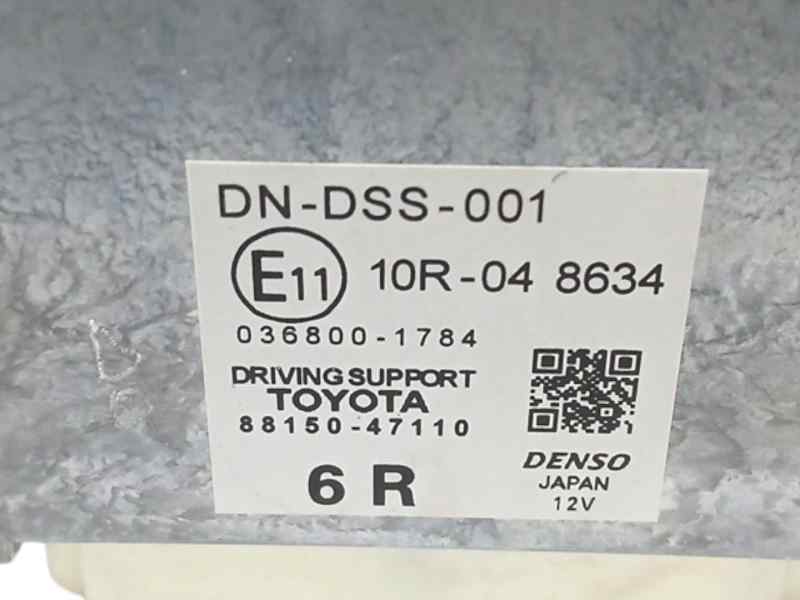 DN-DSS-001
E11 10R-04 8634
036800-1784
DRIVING SUPPORT
TOYOTA
88150-47110
6 R
DENSO
JAPAN
12V